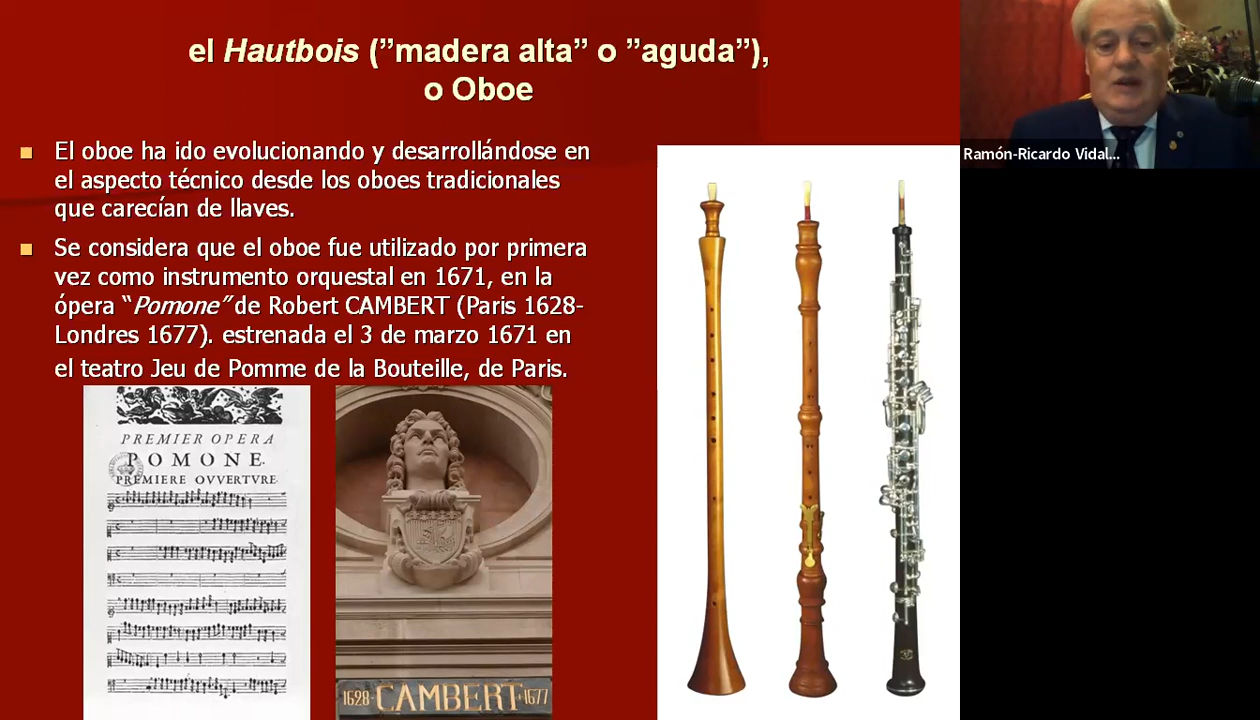 el Hautbois (”madera alta” o ”aguda”),
o Oboe
El oboe ha ido evolucionando y desarrollándose en
el aspecto técnico desde los oboes tradicionales
que carecían de llaves.
Se considera que el oboe fue utilizado por primera
vez como instrumento orquestal en 1671, en la
ópera “Pomone” de Robert CAMBERT (Paris 1628-
Londres 1677). estrenada el 3 de marzo 1671 en
el teatro Jeu de Pomme de la Bouteille, de Paris.
PREMIER OPERA
POMONE.
PREMIERE OVVERTVRE.
1628· CAMBERT ·1677
Ramón-Ricardo Vidal...